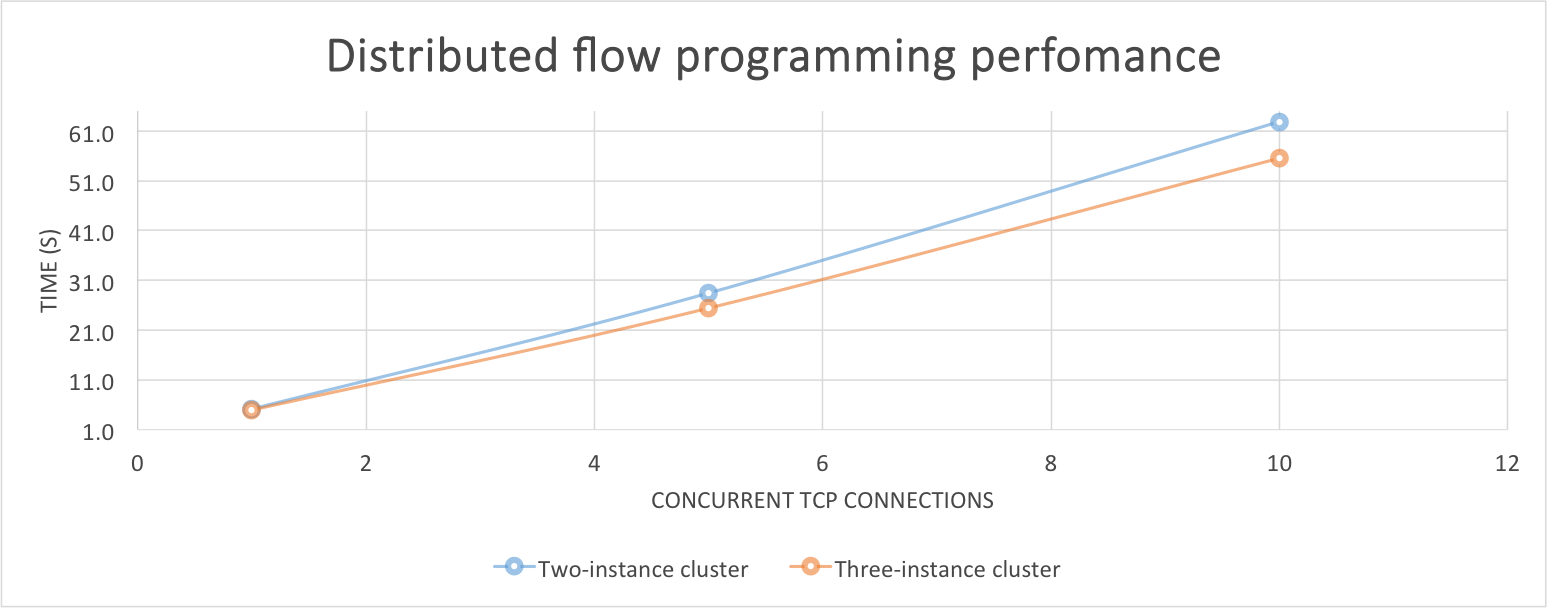 Distributed flow programming perfomance
61.0
51.0
41.0
31.0
21.0
11.0
1.0
TIME (S)
0 2 4 6 8 10 12
CONCURRENT TCP CONNECTIONS
Two-instance cluster Three-instance cluster